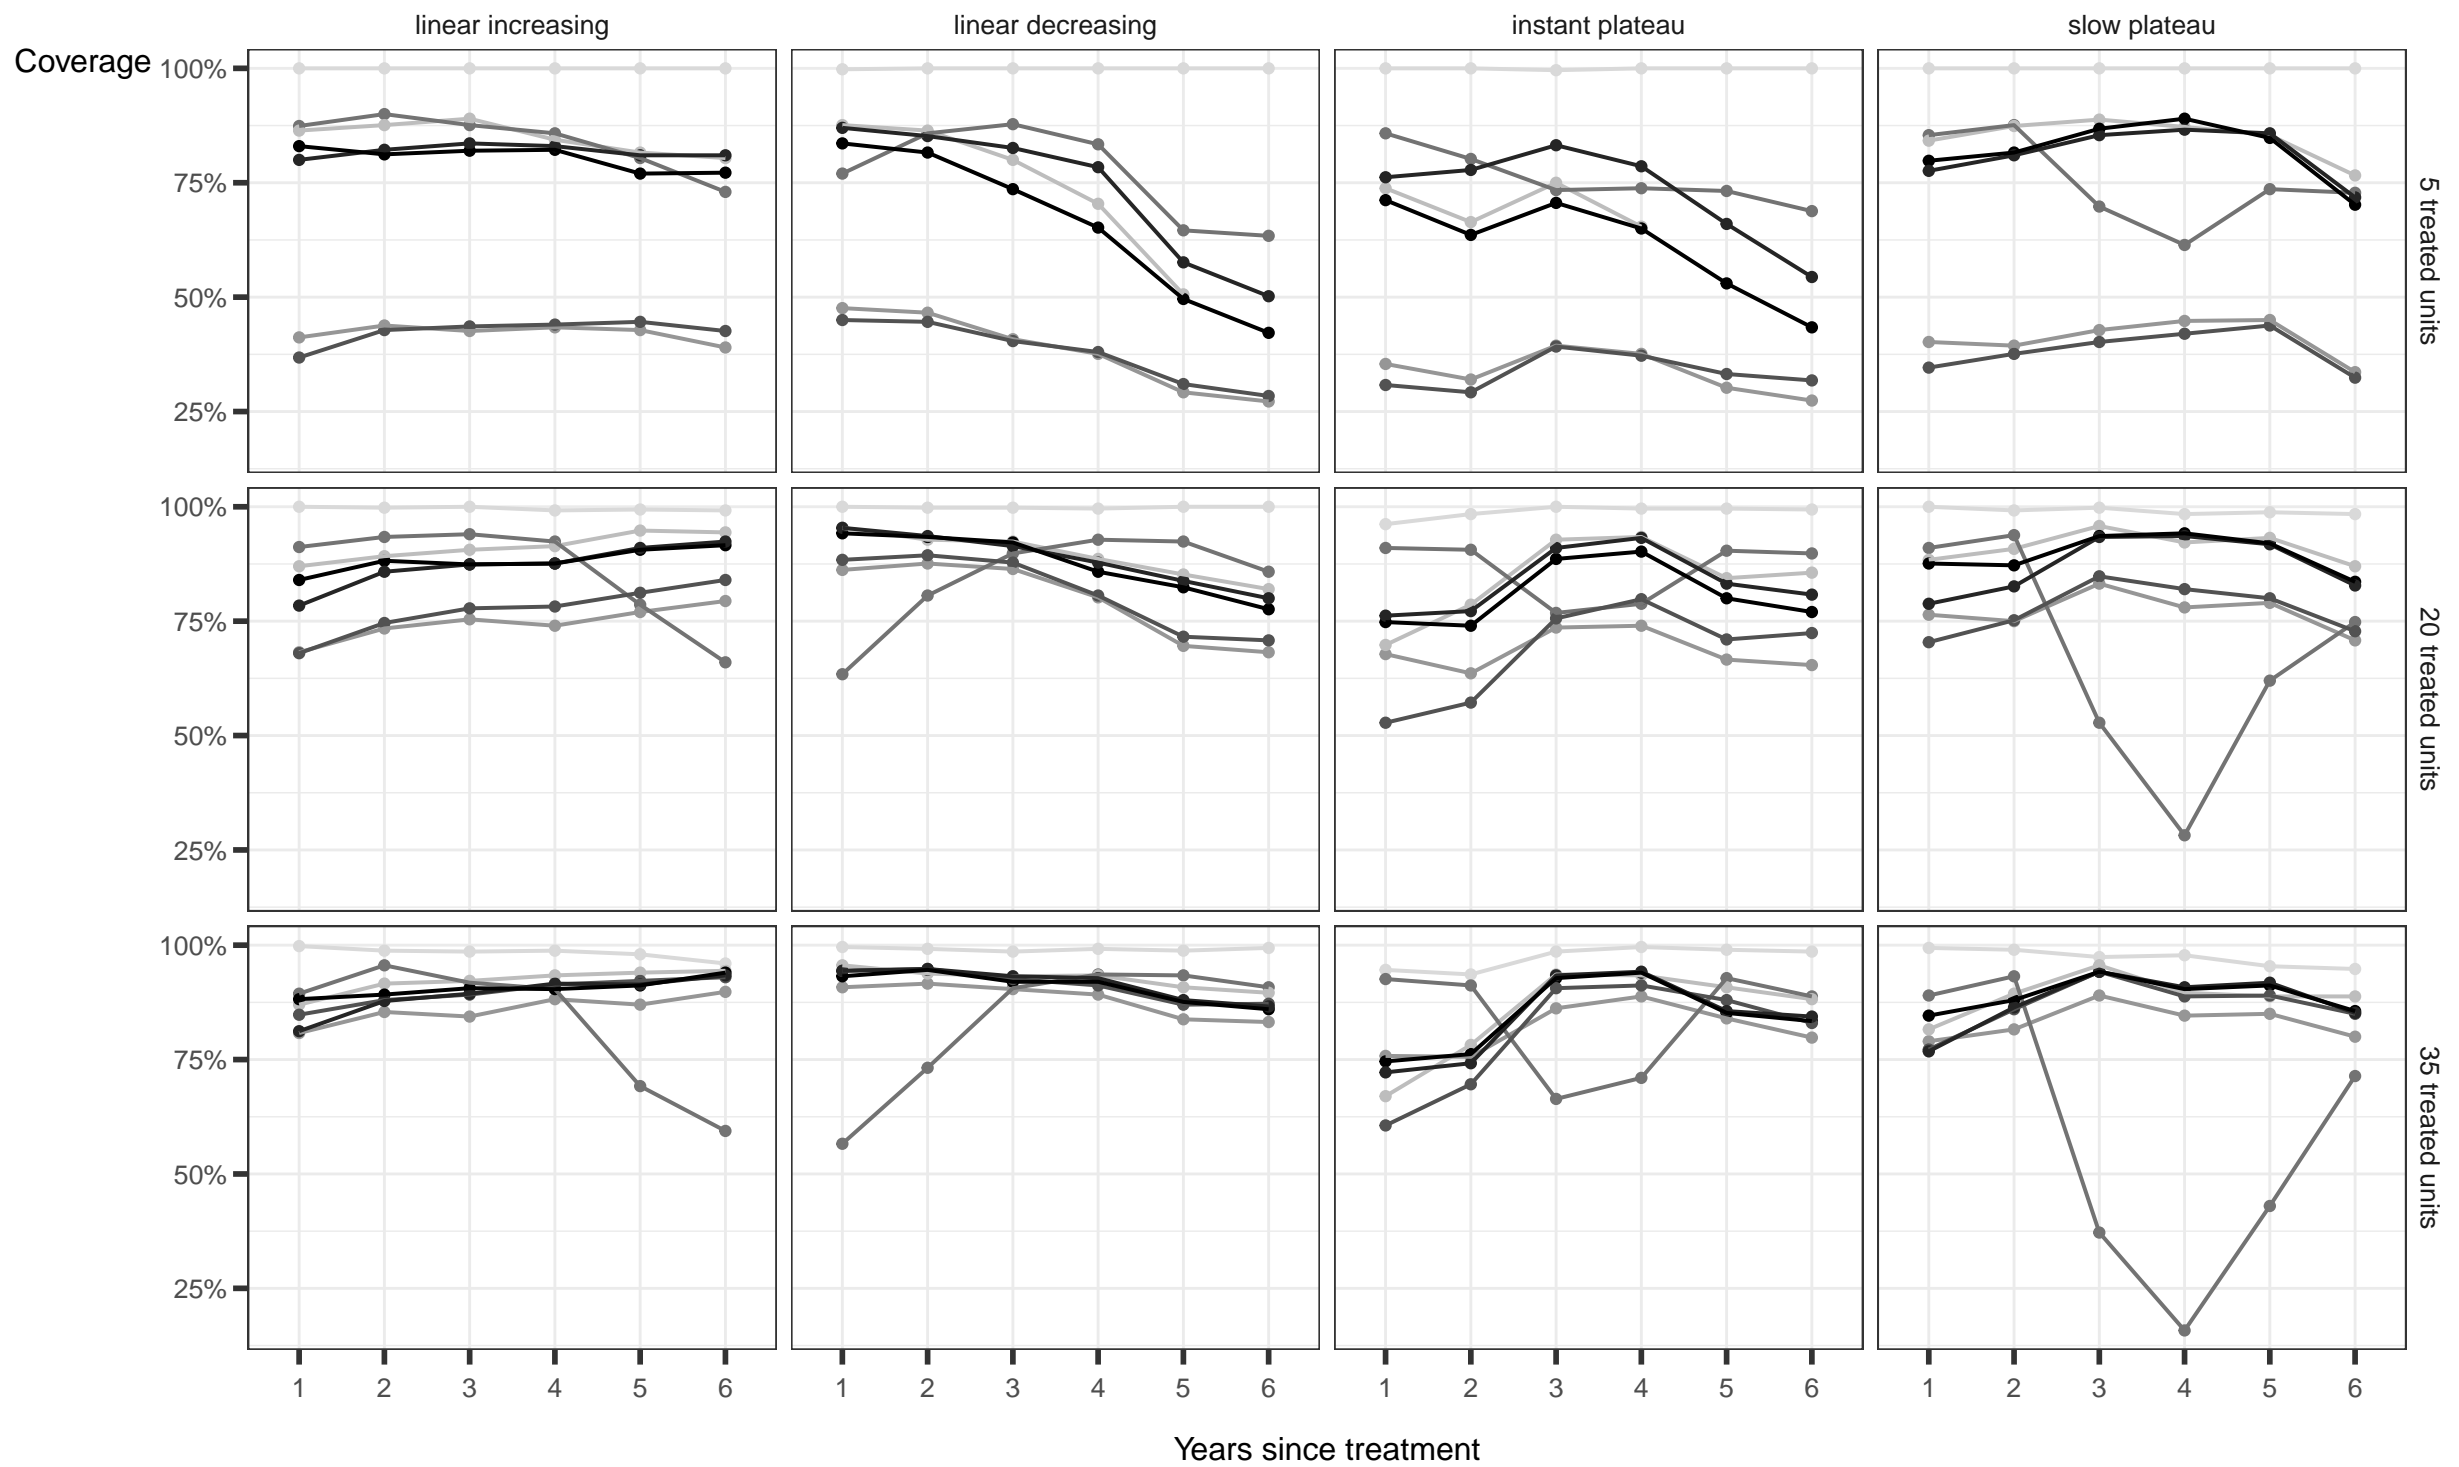 linear increasing
linear decreasing
instant plateau
slow plateau
Coverage
100%
75%
50%
25%
5 treated units
100%
75%
50%
25%
20 treated units
100%
75%
50%
25%
35 treated units
1 2 3 4 5 6
1 2 3 4 5 6
1 2 3 4 5 6
1 2 3 4 5 6
Years since treatment